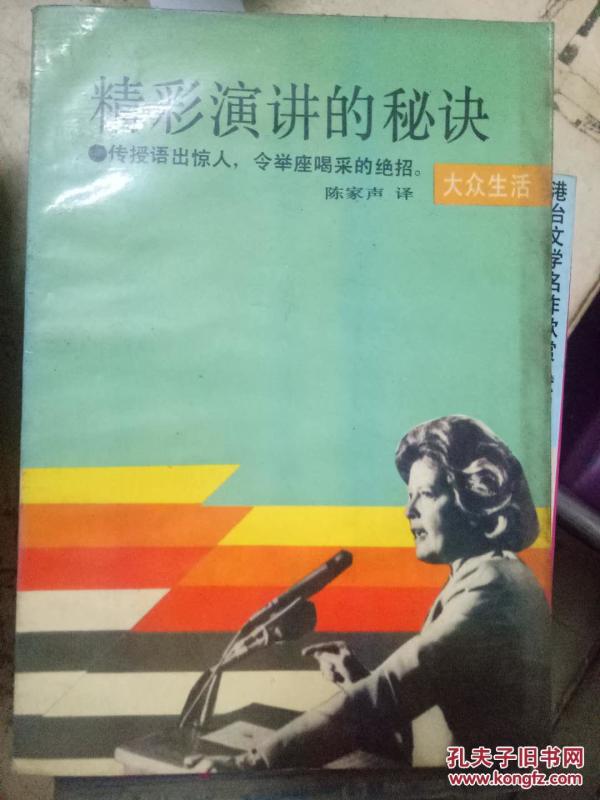 精彩演讲的秘诀
传授语出惊人，令举座喝采的绝招。
大众生活
陈家声 译
港台文学名作欣赏
孔夫子旧书网
www.kongfz.com